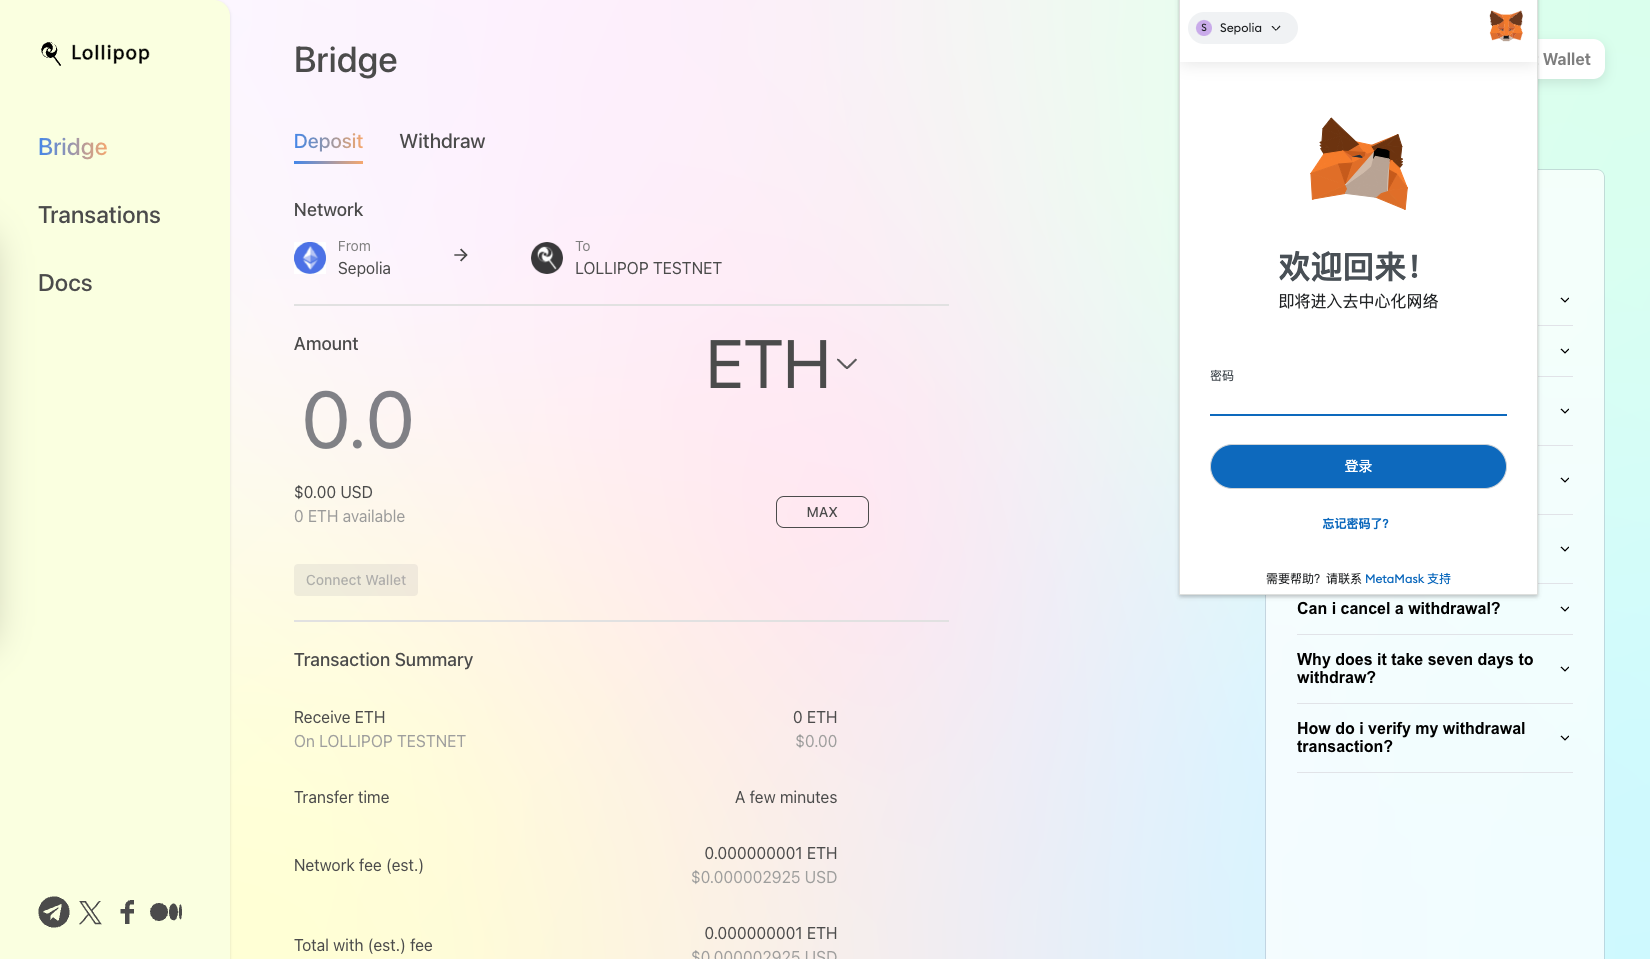 Lollipop
Bridge
Transations
Docs
Bridge
Deposit
Withdraw
Network
From
Sepolia
To
LOLLIPOP TESTNET
Amount
ETH
0.0
$0.00 USD
0 ETH available
MAX
Connect Wallet
Transaction Summary
Receive ETH
0 ETH
On LOLLIPOP TESTNET
$0.00
Transfer time
A few minutes
Network fee (est.)
0.000000001 ETH
$0.000002925 USD
Total with (est.) fee
0.000000001 ETH
$0.000002925 USD
S Sepolia
Wallet
欢迎回来！
即将进入去中心化网络
密码
登录
忘记密码了？
需要帮助？请联系 MetaMask 支持
Can i cancel a withdrawal?
Why does it take seven days to
withdraw?
How do i verify my withdrawal
transaction?